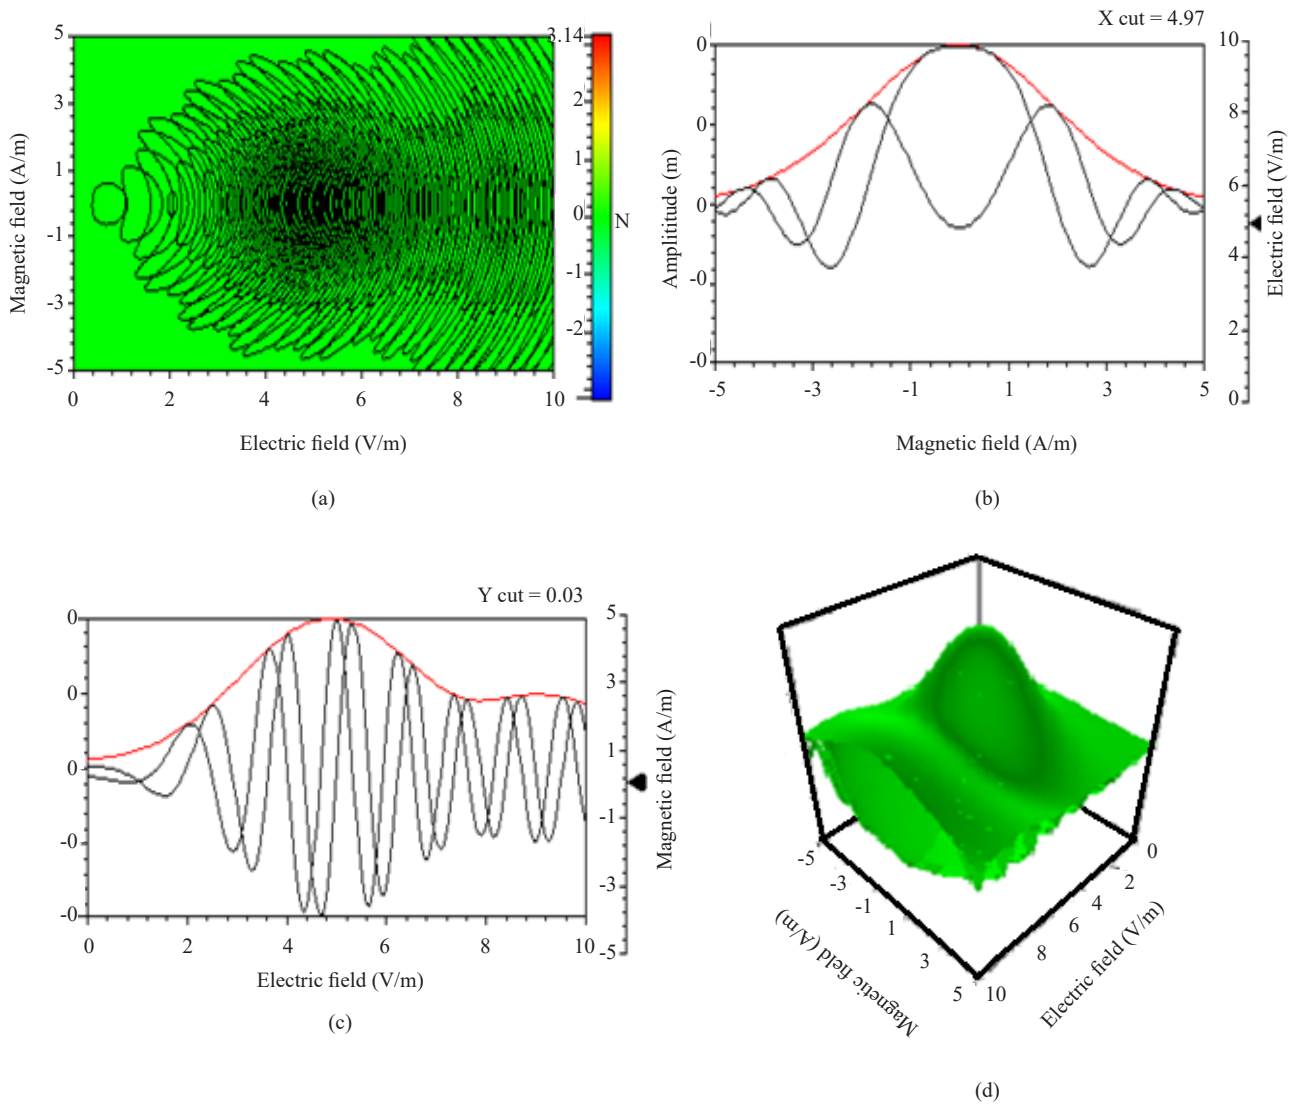 5
3
1
-1
-3
-5
0 2 4 6 8 10
Magnetic field (A/m)
Electric field (V/m)
3.14
2
1
0
-1
-2
N
(a)
X cut = 4.97
0
0
0
-0
-0
-5 -3 -1 1 3 5
Amplititude (m)
Magnetic field (A/m)
10
8
6
4
2
0
Electric field (V/m)
(b)
Y cut = 0.03
0
0
0
-0
-0
0 2 4 6 8 10
Electric field (V/m)
5
3
1
-1
-3
-5
Magnetic field (A/m)
(c)
-5
-3
-1
1
3
5
Magnetic field (A/m)
0
2
4
6
8
10
Electric field (V/m)
(d)